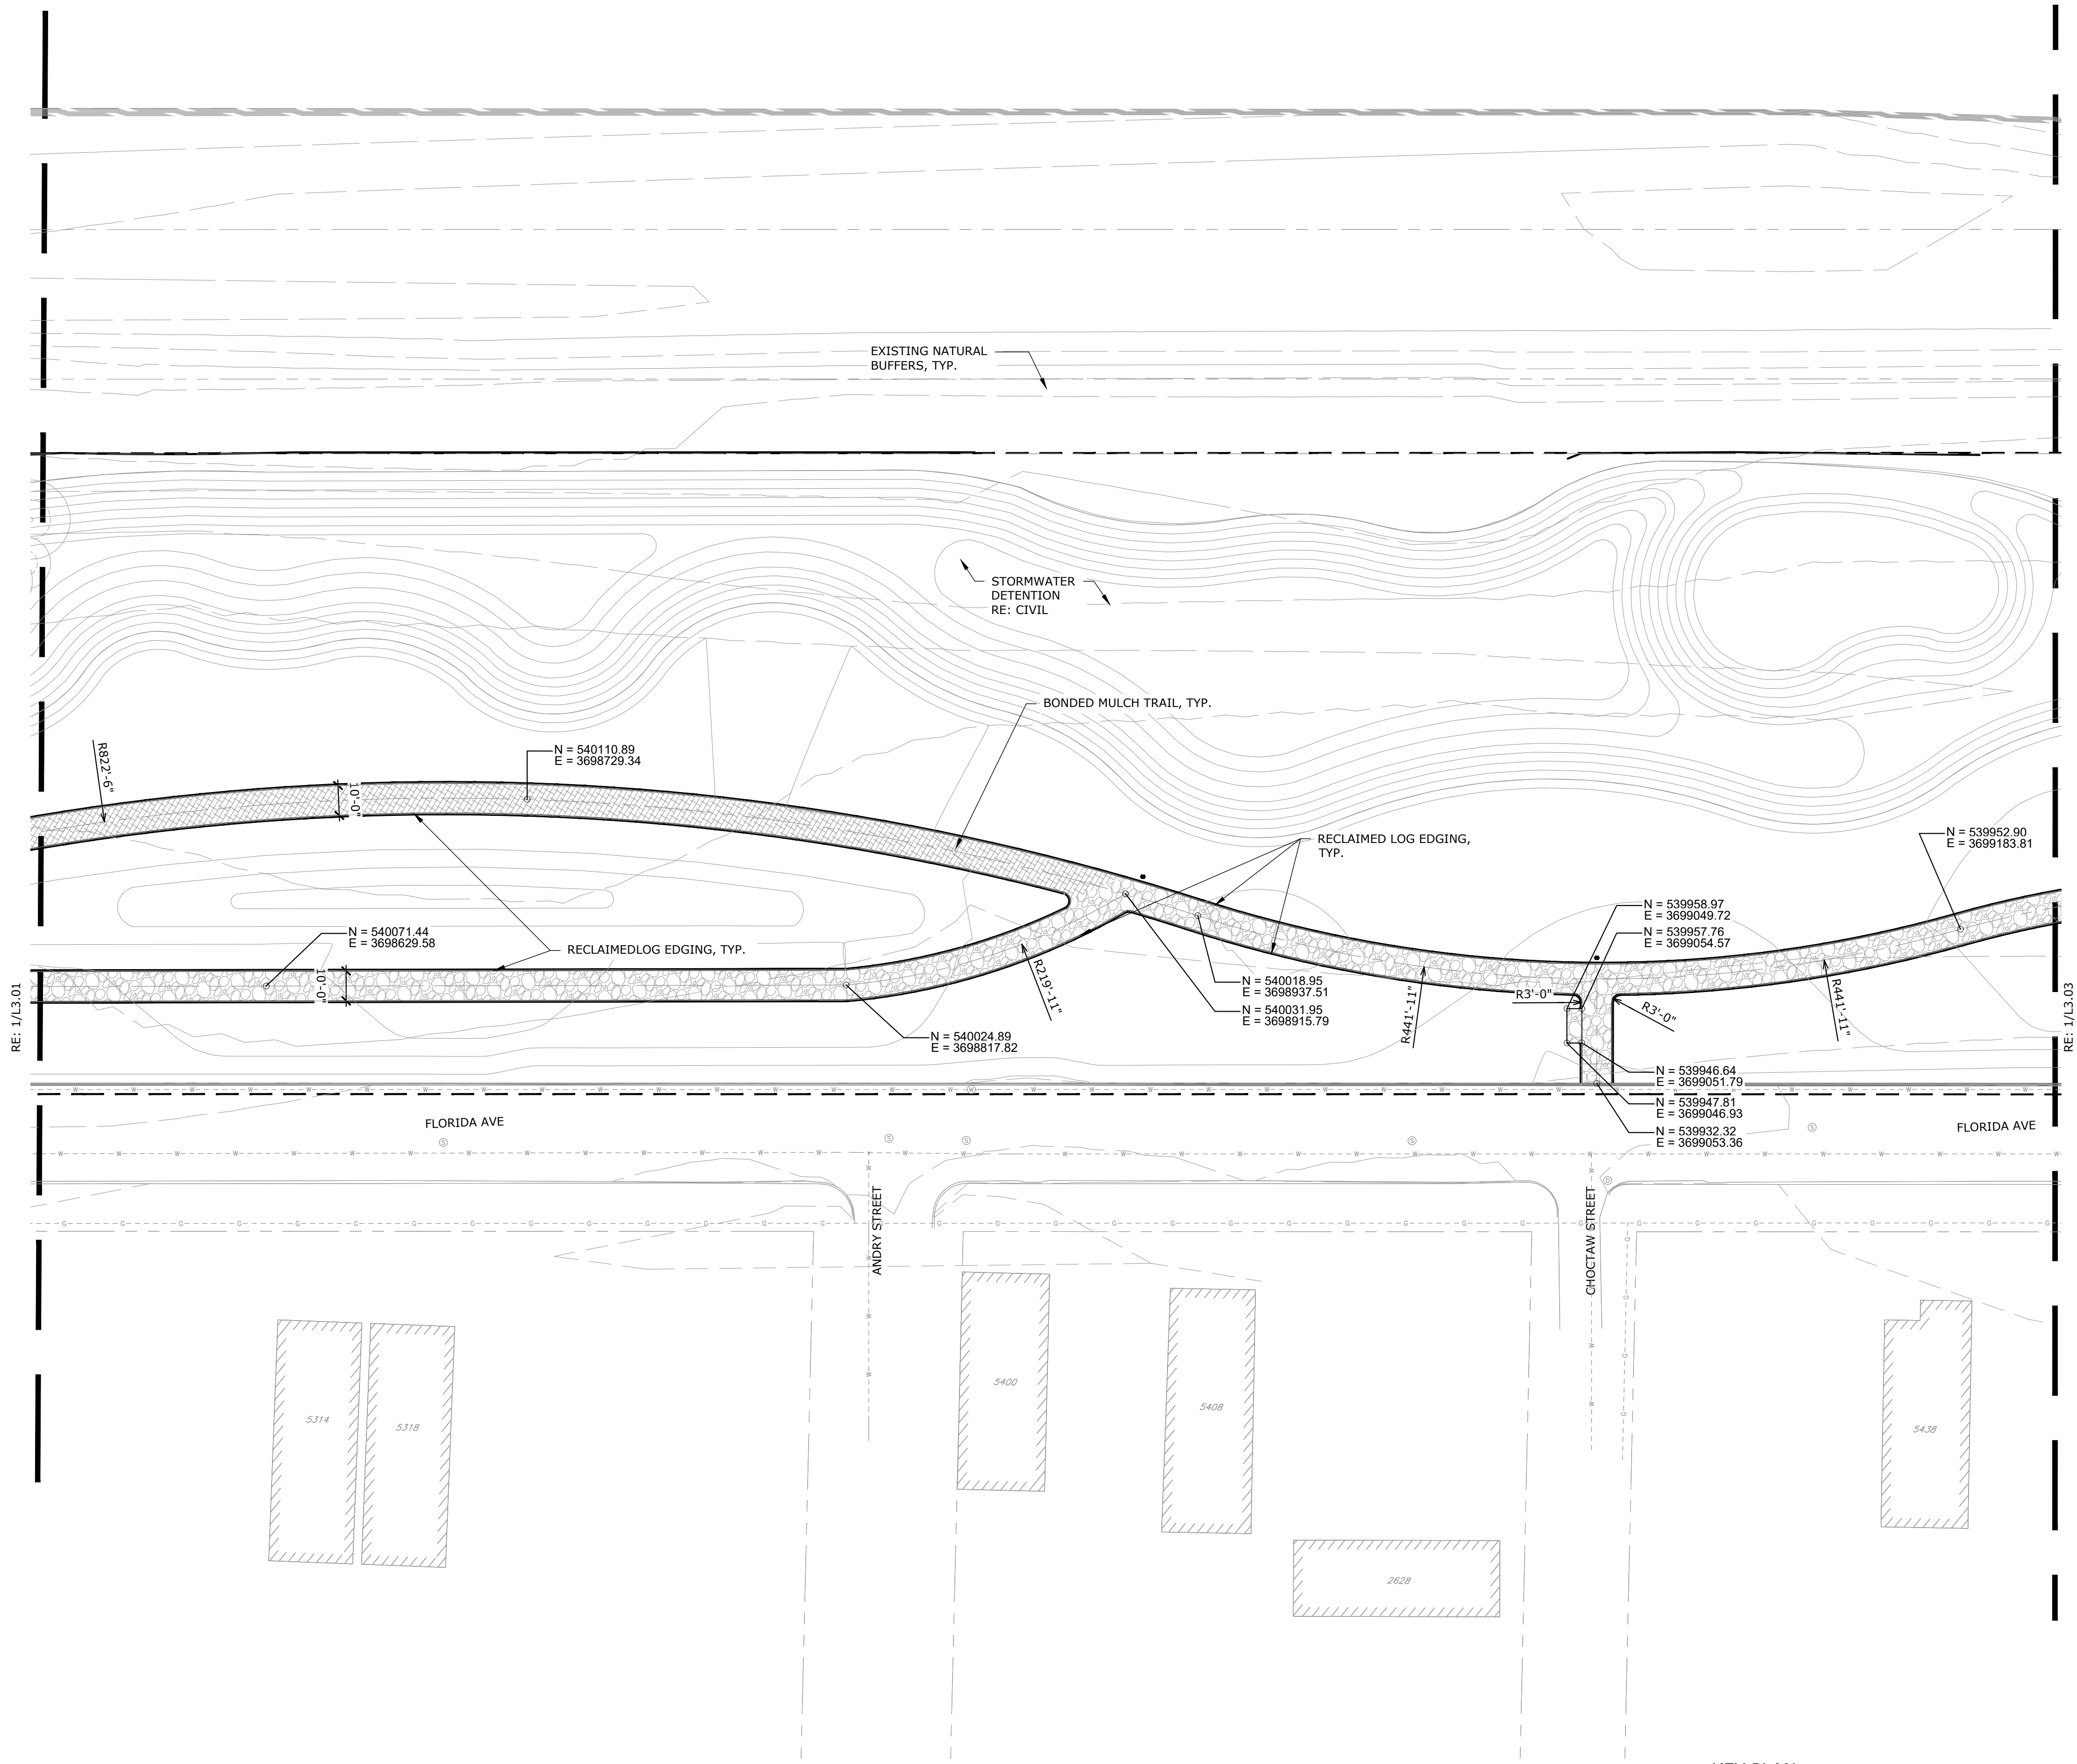 EXISTING NATURAL
BUFFERS, TYP.
STORMWATER
DETENTION
RE: CIVIL
BONDED MULCH TRAIL, TYP.
R822'-6"
N = 540110.89
E = 3698729.34
10'-0"
RECLAIMED LOG EDGING,
TYP.
N = 539952.90
E = 3699183.81
N = 539958.97
E = 3699049.72
N = 539957.76
E = 3699054.57
N = 540071.44
E = 3698629.58
RECLAIMEDLOG EDGING, TYP.
10'-0"
R219'-11"
N = 540018.95
E = 3698937.51
N = 540031.95
E = 3698915.79
R441'-11"
R3'-0"
R3'-0"
R441'-11"
RE: 1/L3.01
RE: 1/L3.03
N = 540024.89
E = 3698817.82
N = 539946.64
E = 3699051.79
N = 539947.81
E = 3699046.93
N = 539932.32
E = 3699053.36
FLORIDA AVE
FLORIDA AVE
ANDRY STREET
CHOCTAW STREET
5314
5318
5400
5408
5438
2628